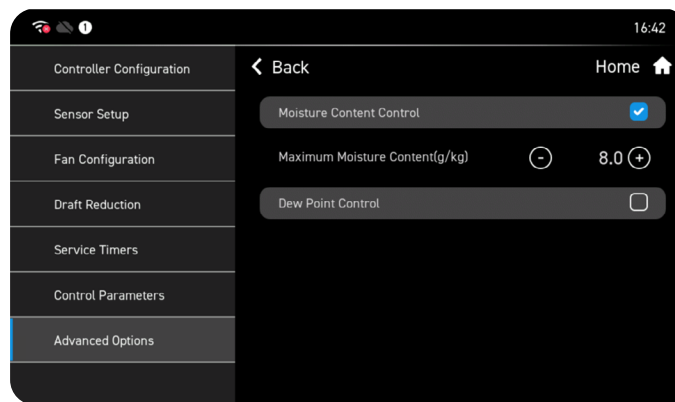 1 16:42
Controller Configuration
Back Home
Sensor Setup
Moisture Content Control
Fan Configuration
Maximum Moisture Content(g/kg) - 8.0 +
Draft Reduction
Dew Point Control
Service Timers
Control Parameters
Advanced Options